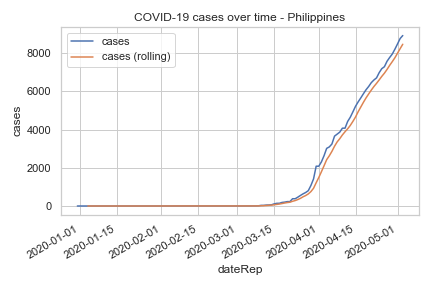 COVID-19 cases over time - Philippines
cases
cases (rolling)
cases
8000
6000
4000
2000
0
2020-01-01
2020-01-15
2020-02-01
2020-02-15
2020-03-01
2020-03-15
2020-04-01
2020-04-15
2020-05-01
dateRep